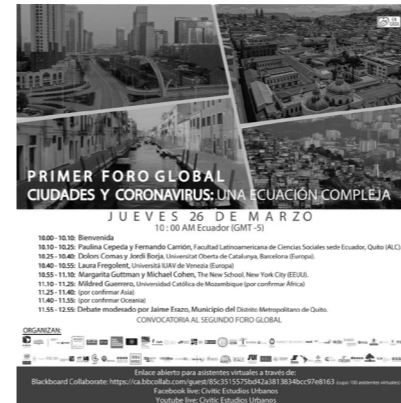 PRIMER FORO GLOBAL
CIUDADES Y CORONAVIRUS: UNA ECUACIÓN COMPLEJA
JUEVES 26 DE MARZO
10:00 AM Ecuador (GMT -5)
10.00 - 10.10: Bienvenida
10.10 - 10.25: Paulina Cepeda y Fernando Carrión, Facultad Latinoamericana de Ciencias Sociales sede Ecuador, Quito (ALC).
10.25 - 10.40: Dolors Comas y Jordi Borja, Universitat Oberta de Catalunya, Barcelona (Europa).
10.40 - 10.55: Laura Fregolent, Università IUAV de Venezia (Europa)
10.55 - 11.10: Margarita Guttman y Michael Cohen, The New School, New York City (EEUU).
11.10 - 11.25: Mildred Guerrero, Universidad Católica de Mozambique (por confirmar África)
11.25 - 11.40: (por confirmar Asia)
11.40 - 11.55: (por confirmar Oceanía)
11.55 - 12.55: Debate moderado por Jaime Erazo, Municipio del Distrito Metropolitano de Quito.
CONVOCATORIA AL SEGUNDO FORO GLOBAL
ORGANIZAN:
Enlace abierto para asistentes virtuales a través de:
Blackboard Collaborate: (cupo: 100 asistentes virtuales)
Facebook live: Civitic Estudios Urbanos
Youtube live: Civitic Estudios Urbanos